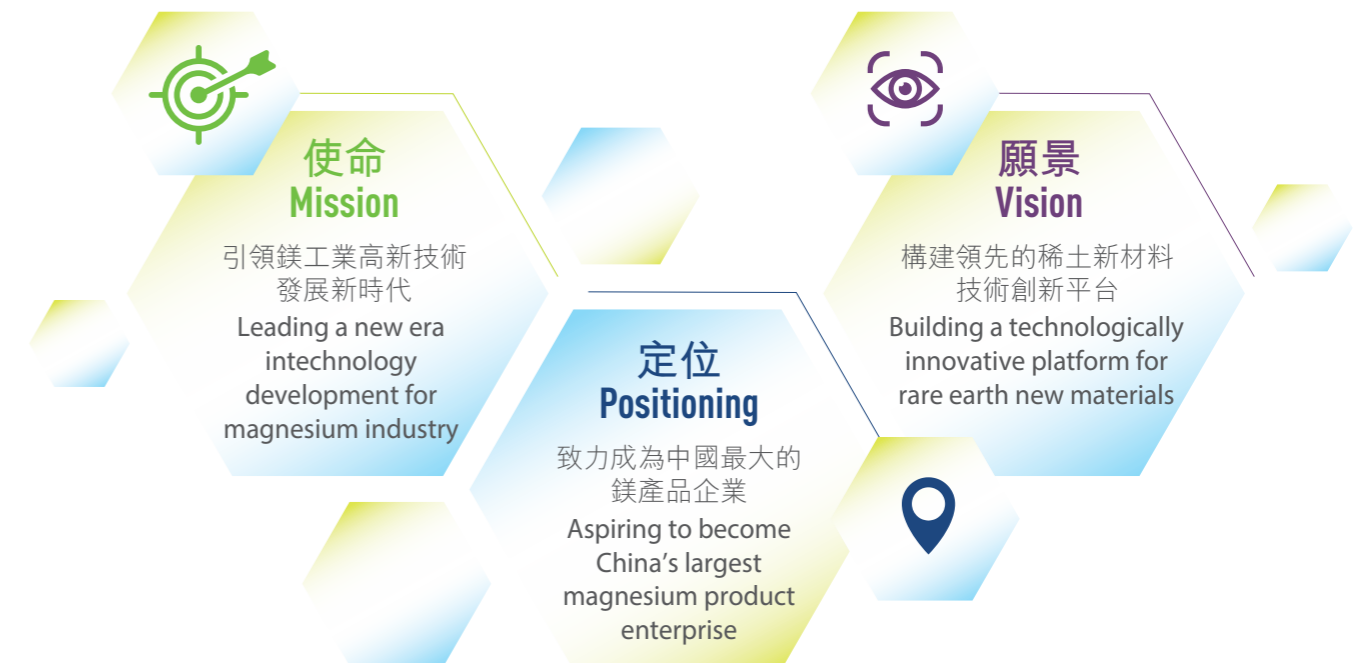 使命
Mission
引領鎂工業高新技術
發展新時代
Leading a new era
intechnology
development for
magnesium industry
定位
Positioning
致力成為中國最大的
鎂產品企業
Aspiring to become
China's largest
magnesium product
enterprise
願景
Vision
構建領先的稀土新材料
技術創新平台
Building a technologically
innovative platform for
rare earth new materials